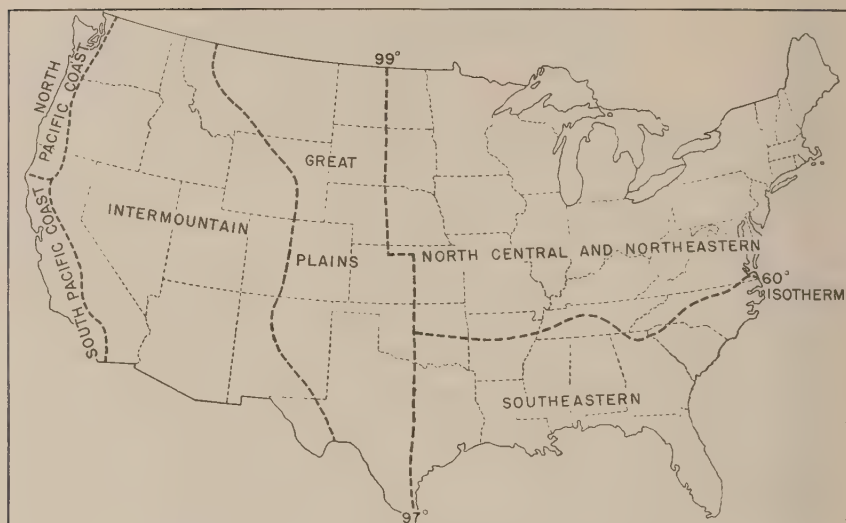 99°
NORTH
PACIFIC COAST
GREAT
INTERMOUNTAIN
PLAINS
NORTH CENTRAL AND NORTHEASTERN
60°
ISOTHERM
SOUTH PACIFIC COAST
SOUTHEASTERN
97°